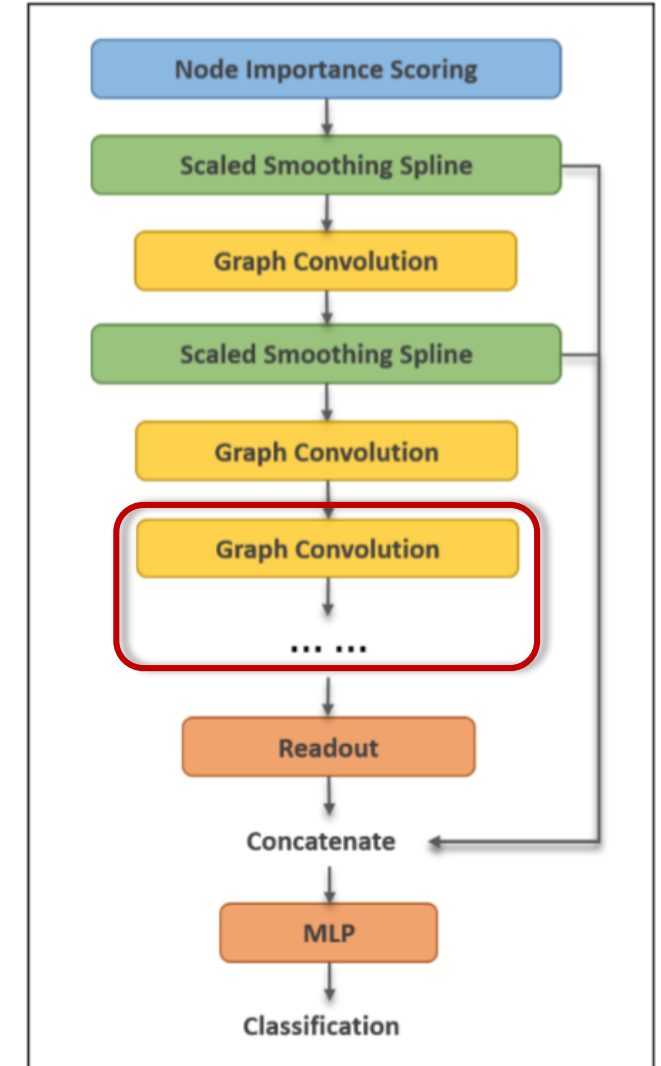 Node Importance Scoring
Scaled Smoothing Spline
Graph Convolution
Scaled Smoothing Spline
Graph Convolution
Graph Convolution
... ...
Readout
Concatenate
MLP
Classification